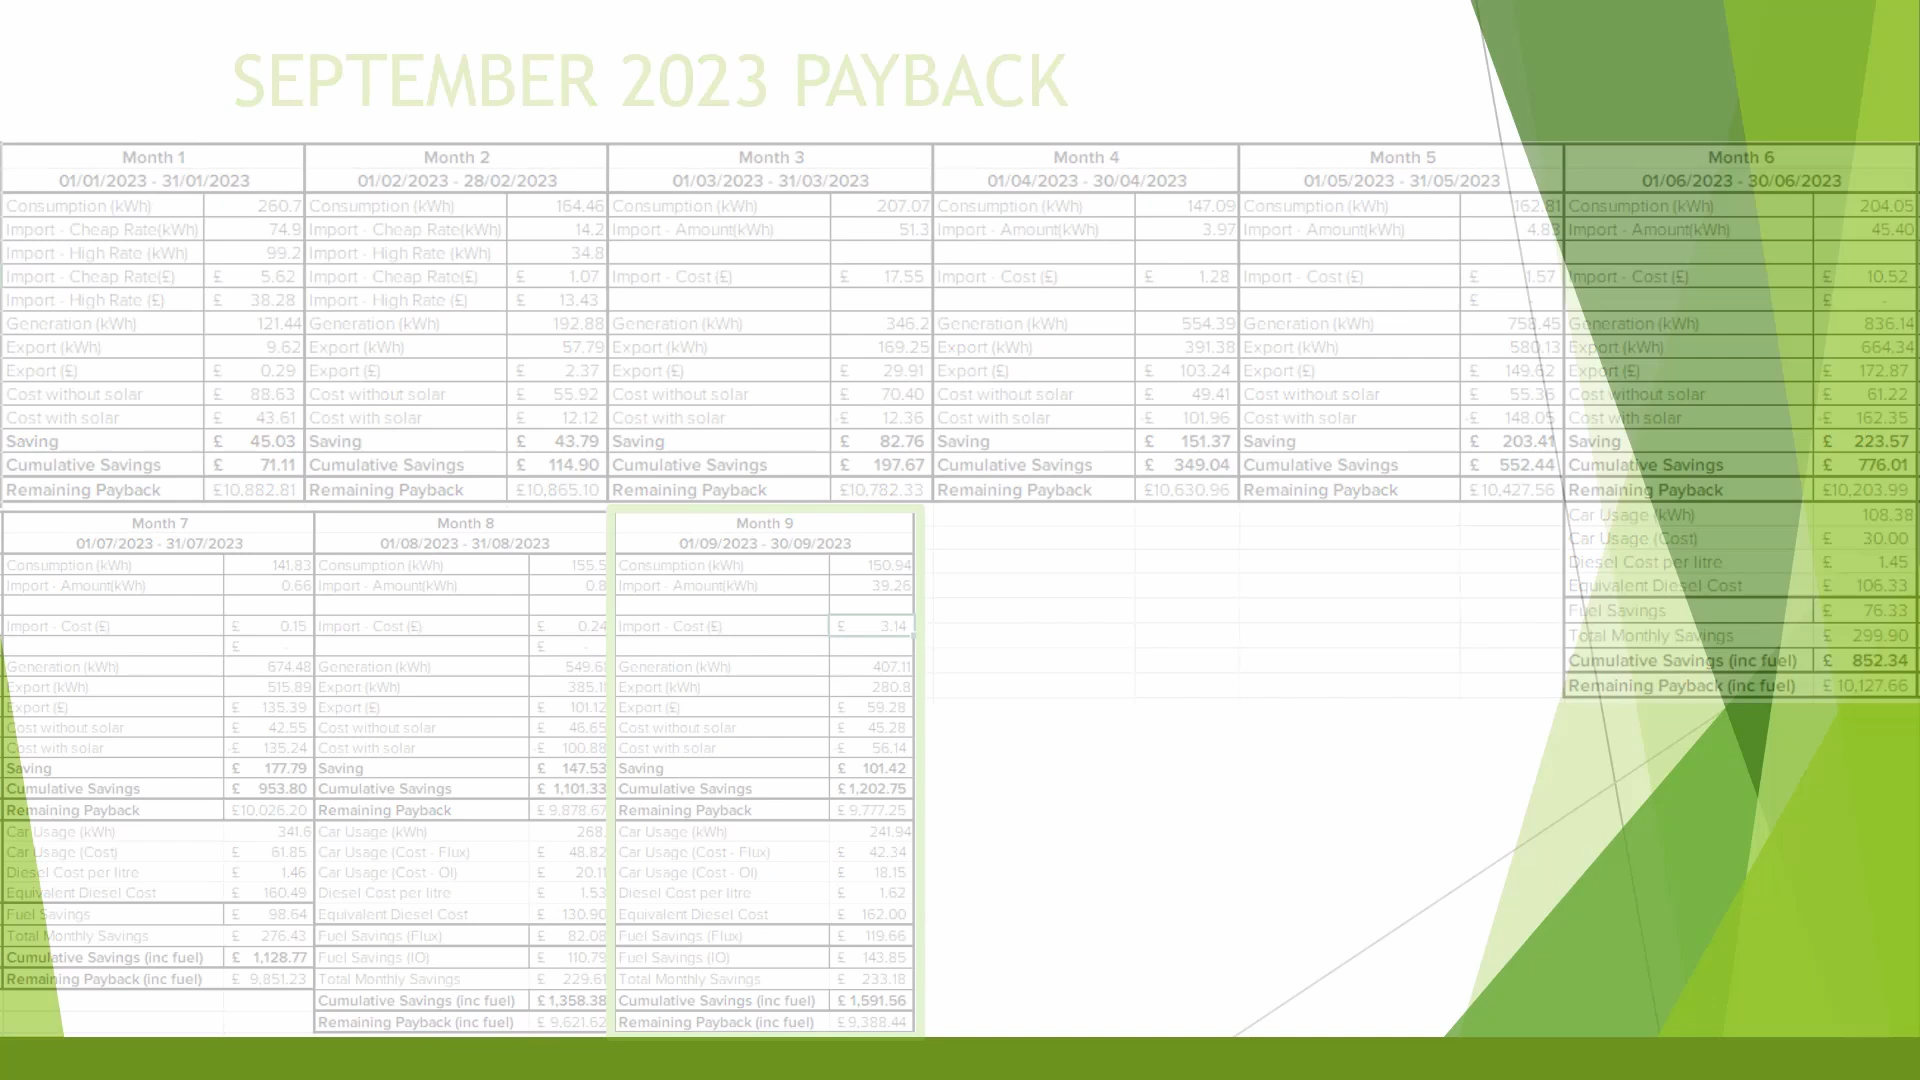 SEPTEMBER 2023 PAYBACK
Month 1 Month 2 Month 3 Month 4 Month 5 Month 6
01/01/2023 - 31/01/2023 01/02/2023 - 28/02/2023 01/03/2023 - 31/03/2023 01/04/2023 - 30/04/2023 01/05/2023 - 31/05/2023 01/06/2023 - 30/06/2023
Consumption (kWh) 260.7 Consumption (kWh) 164.46 Consumption (kWh) 207.07 Consumption (kWh) 147.09 Consumption (kWh) 162.81 Consumption (kWh) 204.05
Import - Cheap Rate(kWh) 74.9 Import - Cheap Rate(kWh) 14.2 Import - Amount(kWh) 51.3 Import - Amount(kWh) 3.97 Import - Amount(kWh) 4.83 Import - Amount(kWh) 45.40
Import - High Rate (kWh) 99.2 Import - High Rate (kWh) 34.8
Import - Cheap Rate(£) £ 5.62 Import - Cheap Rate(£) £ 1.07 Import - Cost (£) £ 17.55 Import - Cost (£) £ 1.28 Import - Cost (£) £ 1.57 Import - Cost (£) £ 10.52
Import - High Rate (£) £ 38.28 Import - High Rate (£) £ 13.43 £ - £ -
Generation (kWh) 121.44 Generation (kWh) 192.88 Generation (kWh) 346.2 Generation (kWh) 554.39 Generation (kWh) 758.45 Generation (kWh) 836.14
Export (kWh) 9.62 Export (kWh) 57.79 Export (kWh) 169.25 Export (kWh) 391.38 Export (kWh) 580.13 Export (kWh) 664.34
Export (£) £ 0.29 Export (£) £ 2.37 Export (£) £ 29.91 Export (£) £ 103.24 Export (£) £ 149.62 Export (£) £ 172.87
Cost without solar £ 88.63 Cost without solar £ 55.92 Cost without solar £ 70.40 Cost without solar £ 49.41 Cost without solar £ 55.36 Cost without solar £ 61.22
Cost with solar £ 43.61 Cost with solar £ 12.12 Cost with solar -£ 12.36 Cost with solar -£ 101.96 Cost with solar -£ 148.05 Cost with solar -£ 162.35
Saving £ 45.03 Saving £ 43.79 Saving £ 82.76 Saving £ 151.37 Saving £ 203.41 Saving £ 223.57
Cumulative Savings £ 71.11 Cumulative Savings £ 114.90 Cumulative Savings £ 197.67 Cumulative Savings £ 349.04 Cumulative Savings £ 552.44 Cumulative Savings £ 776.01
Remaining Payback £10,882.81 Remaining Payback £10,865.10 Remaining Payback £10,782.33 Remaining Payback £10,630.96 Remaining Payback £10,427.56 Remaining Payback £10,203.99
Car Usage (kWh) 108.38
Car Usage (Cost) £ 30.00
Diesel Cost per litre £ 1.45
Equivalent Diesel Cost £ 106.33
Fuel Savings £ 76.33
Total Monthly Savings £ 299.90
Cumulative Savings (inc fuel) £ 852.34
Remaining Payback (inc fuel) £ 10,127.66
Month 7 Month 8 Month 9
01/07/2023 - 31/07/2023 01/08/2023 - 31/08/2023 01/09/2023 - 30/09/2023
Consumption (kWh) 141.83 Consumption (kWh) 155.5 Consumption (kWh) 150.94
Import - Amount(kWh) 0.66 Import - Amount(kWh) 0.8 Import - Amount(kWh) 39.26
Import - Cost (£) £ 0.15 Import - Cost (£) £ 0.24 Import - Cost (£) £ 3.14
£ - £ -
Generation (kWh) 674.48 Generation (kWh) 549.6 Generation (kWh) 407.11
Export (kWh) 515.89 Export (kWh) 385.1 Export (kWh) 280.8
Export (£) £ 135.39 Export (£) £ 101.12 Export (£) £ 59.28
Cost without solar £ 42.55 Cost without solar £ 46.65 Cost without solar £ 45.28
Cost with solar -£ 135.24 Cost with solar -£ 100.88 Cost with solar -£ 56.14
Saving £ 177.79 Saving £ 147.53 Saving £ 101.42
Cumulative Savings £ 953.80 Cumulative Savings £ 1,101.33 Cumulative Savings £ 1,202.75
Remaining Payback £10,026.20 Remaining Payback £ 9,878.67 Remaining Payback £ 9,777.25
Car Usage (kWh) 341.6 Car Usage (kWh) 268. Car Usage (kWh) 241.94
Car Usage (Cost) £ 61.85 Car Usage (Cost - Flux) £ 48.82 Car Usage (Cost - Flux) £ 42.34
Diesel Cost per litre £ 1.46 Car Usage (Cost - OI) £ 20.11 Car Usage (Cost - OI) £ 18.15
Equivalent Diesel Cost £ 160.49 Diesel Cost per litre £ 1.53 Diesel Cost per litre £ 1.62
Fuel Savings £ 98.64 Equivalent Diesel Cost £ 130.90 Equivalent Diesel Cost £ 162.00
Total Monthly Savings £ 276.43 Fuel Savings (Flux) £ 82.08 Fuel Savings (Flux) £ 119.66
Cumulative Savings (inc fuel) £ 1,128.77 Fuel Savings (IO) £ 110.79 Fuel Savings (IO) £ 143.85
Remaining Payback (inc fuel) £ 9,851.23 Total Monthly Savings £ 229.61 Total Monthly Savings £ 233.18
Cumulative Savings (inc fuel) £ 1,358.38 Cumulative Savings (inc fuel) £ 1,591.56
Remaining Payback (inc fuel) £ 9,621.62 Remaining Payback (inc fuel) £ 9,388.44